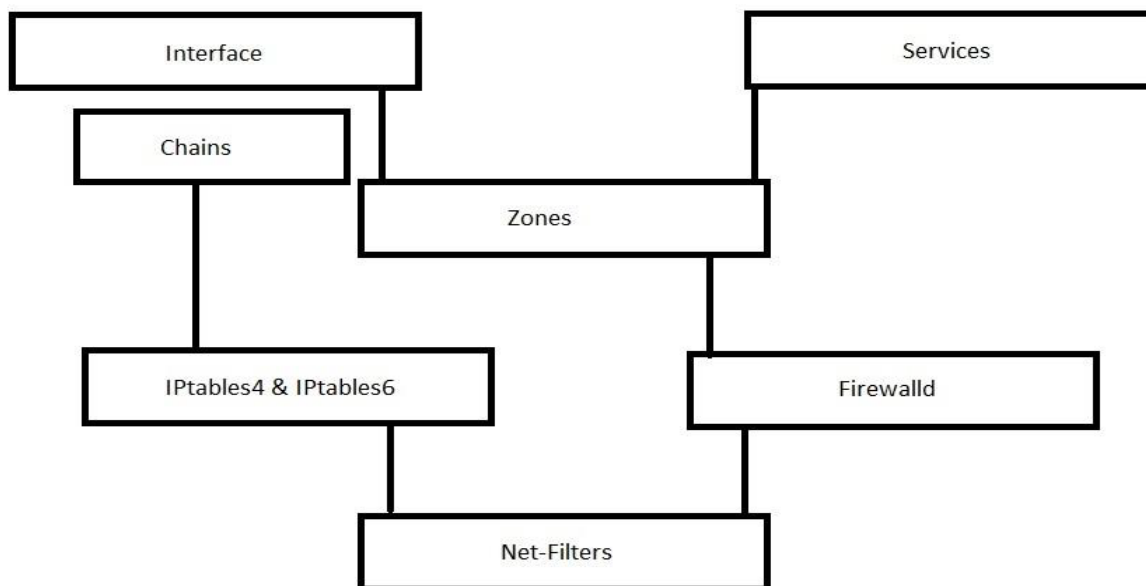 Interface
Services
Chains
Zones
IPtables4 & IPtables6
Firewalld
Net-Filters